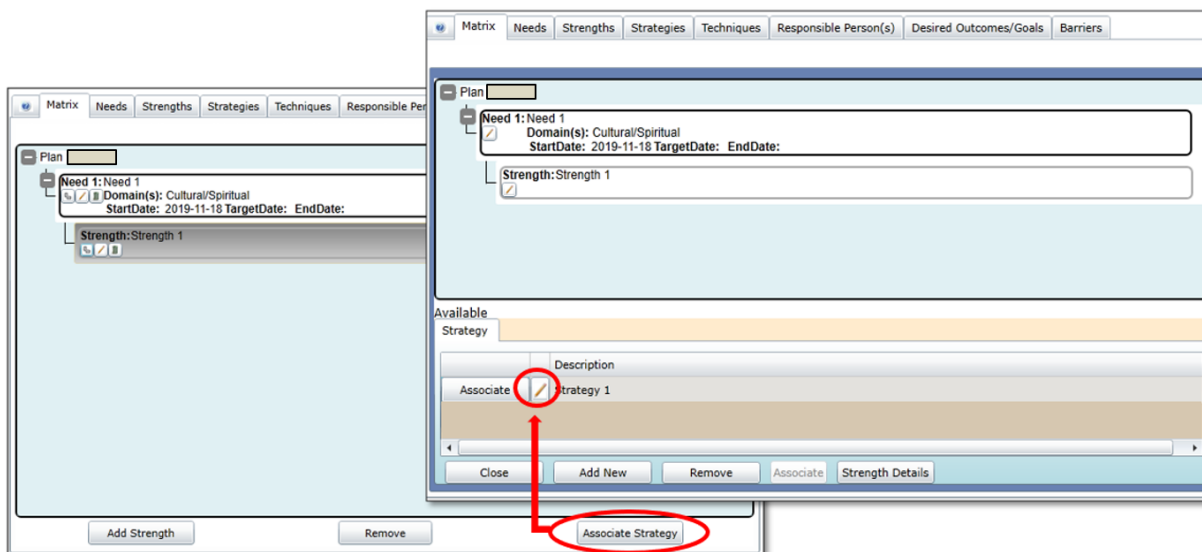 Matrix Needs Strengths Strategies Techniques Responsible Person(s) Desired Outcomes/Goals Barriers
Plan
Need 1: Need 1
Domain(s): Cultural/Spiritual
StartDate: 2019-11-18 TargetDate: EndDate:
Strength: Strength 1
Available
Strategy
Description
Associate Strategy 1
Close Add New Remove Associate Strength Details
Matrix Needs Strengths Strategies Techniques Responsible Per
Plan
Need 1: Need 1
Domain(s): Cultural/Spiritual
StartDate: 2019-11-18 TargetDate: EndDate:
Strength: Strength 1
Add Strength Remove Associate Strategy